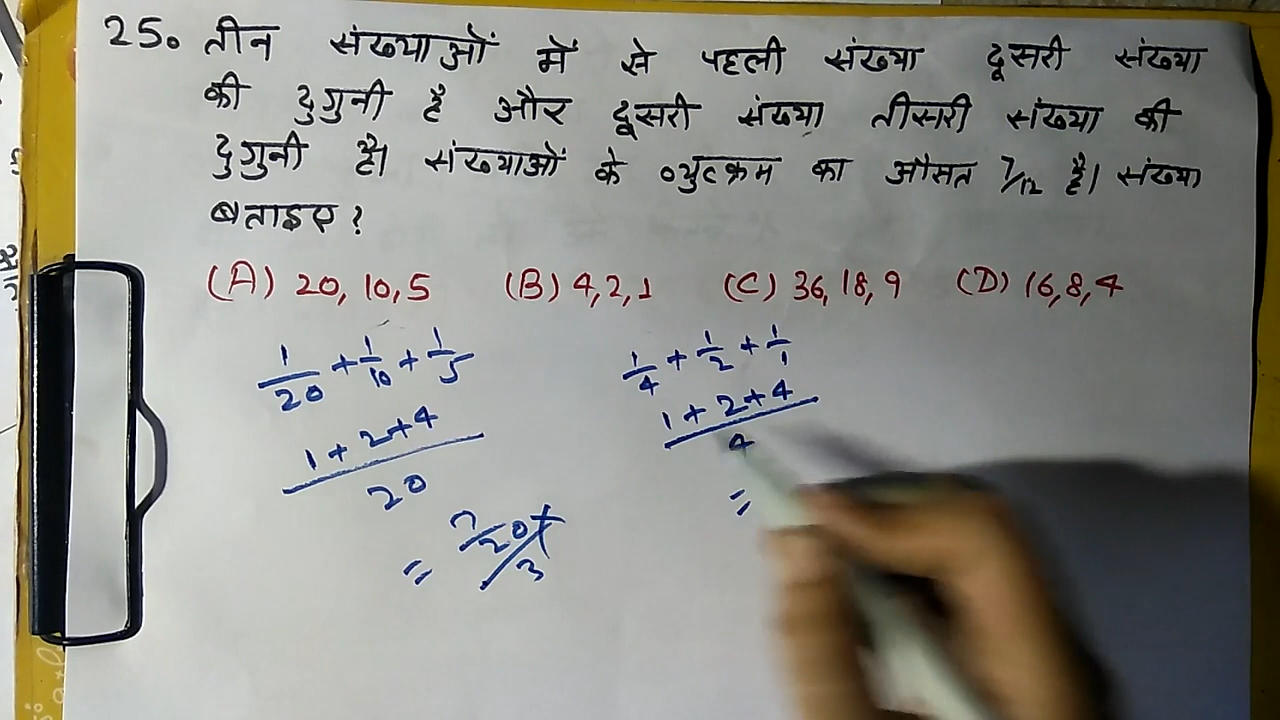 25. तीन संख्याओं में से पहली संख्या दूसरी संख्या
की दुगुनी है और दूसरी संख्या तीसरी संख्या की
दुगुनी है। संख्याओं के व्युत्क्रम का औसत 7/12 है। संख्या
बताइए?
(A) 20, 10, 5 (B) 4, 2, 1 (C) 36, 18, 9 (D) 16, 8, 4
1/20 + 1/10 + 1/5
1 + 2 + 4
20
= 7/20/3
1/4 + 1/2 + 1/1
1 + 2 + 4
4
=